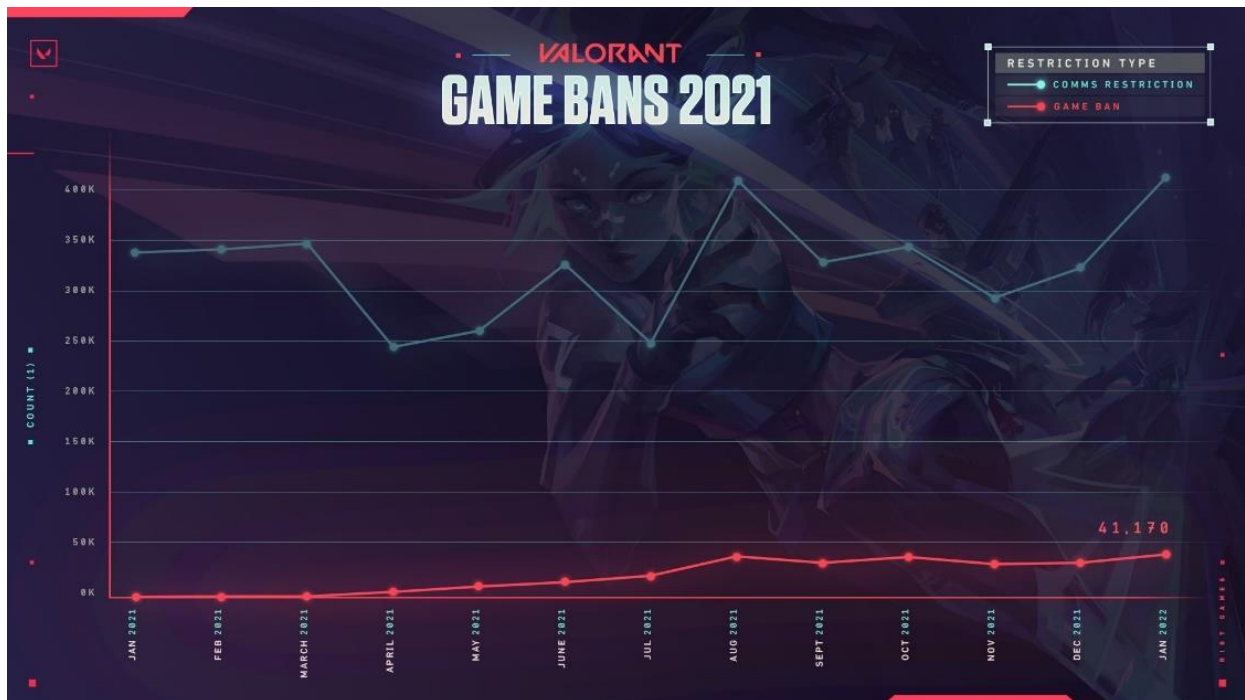 VALORANT
GAME BANS 2021
RESTRICTION TYPE
COMMS RESTRICTION
GAME BAN
400K
350K
300K
250K
200K
150K
100K
50K
0K
COUNT (1)
41,170
JAN 2021
FEB 2021
MARCH 2021
APRIL 2021
MAY 2021
JUNE 2021
JUL 2021
AUG 2021
SEPT 2021
OCT 2021
NOV 2021
DEC 2021
JAN 2022
RIOT GAMES